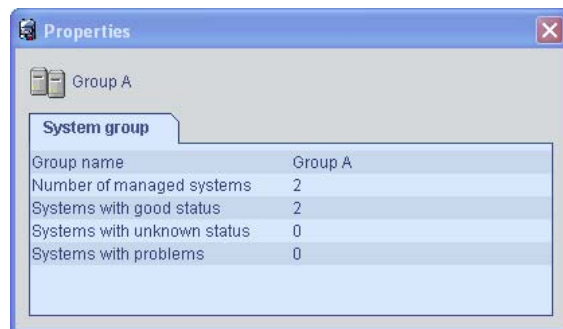 Properties
Group A
System group
Group name Group A
Number of managed systems 2
Systems with good status 2
Systems with unknown status 0
Systems with problems 0